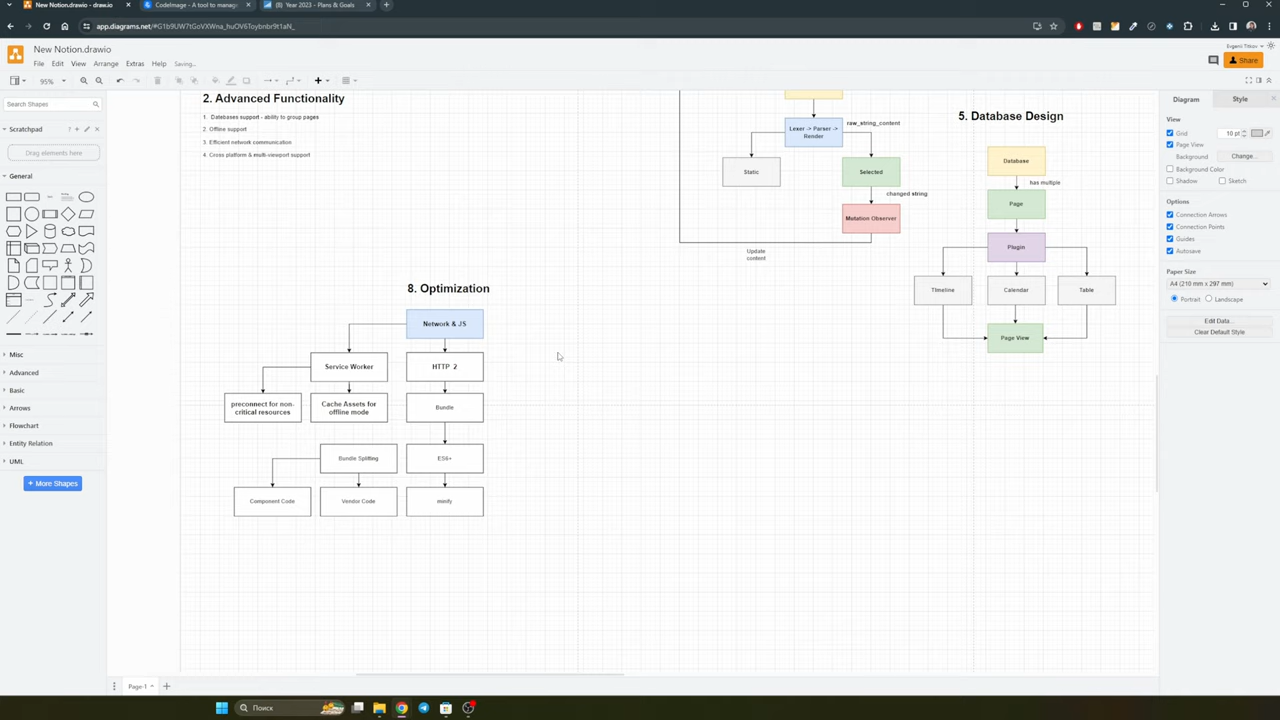 New Notion.drawio - draw.io
CodeImage - A tool to manag
Year 2023 - Plans & Goals
New Notion.drawio
File Edit View Arrange Extras Help Saving...
Evgenii Titkov
Share
95%
Search Shapes
Scratchpad
Drag elements here
General
Misc
Advanced
Basic
Arrows
Flowchart
Entity Relation
UML
+ More Shapes
2. Advanced Functionality
1. Databases support - ability to group pages
2. Offline support
3. Efficient network communication
4. Cross platform & multi-viewport support
Lexer -> Parser ->
Render
raw_string_content
Static
Selected
changed string
Mutation Observer
Update
content
5. Database Design
Database
has multiple
Page
Plugin
Timeline
Calendar
Table
Page View
8. Optimization
Network & JS
Service Worker
HTTP 2
preconnect for non-
critical resources
Cache Assets for
offline mode
Bundle
Bundle Splitting
ES6+
Component Code
Vendor Code
minify
Diagram
Style
View
Grid
10 pt
Page View
Background
Change...
Background Color
Shadow
Sketch
Options
Connection Arrows
Connection Points
Guides
Autosave
Paper Size
A4 (210 mm x 297 mm)
Portrait
Landscape
Edit Data...
Clear Default Style
Page-1
Поиск